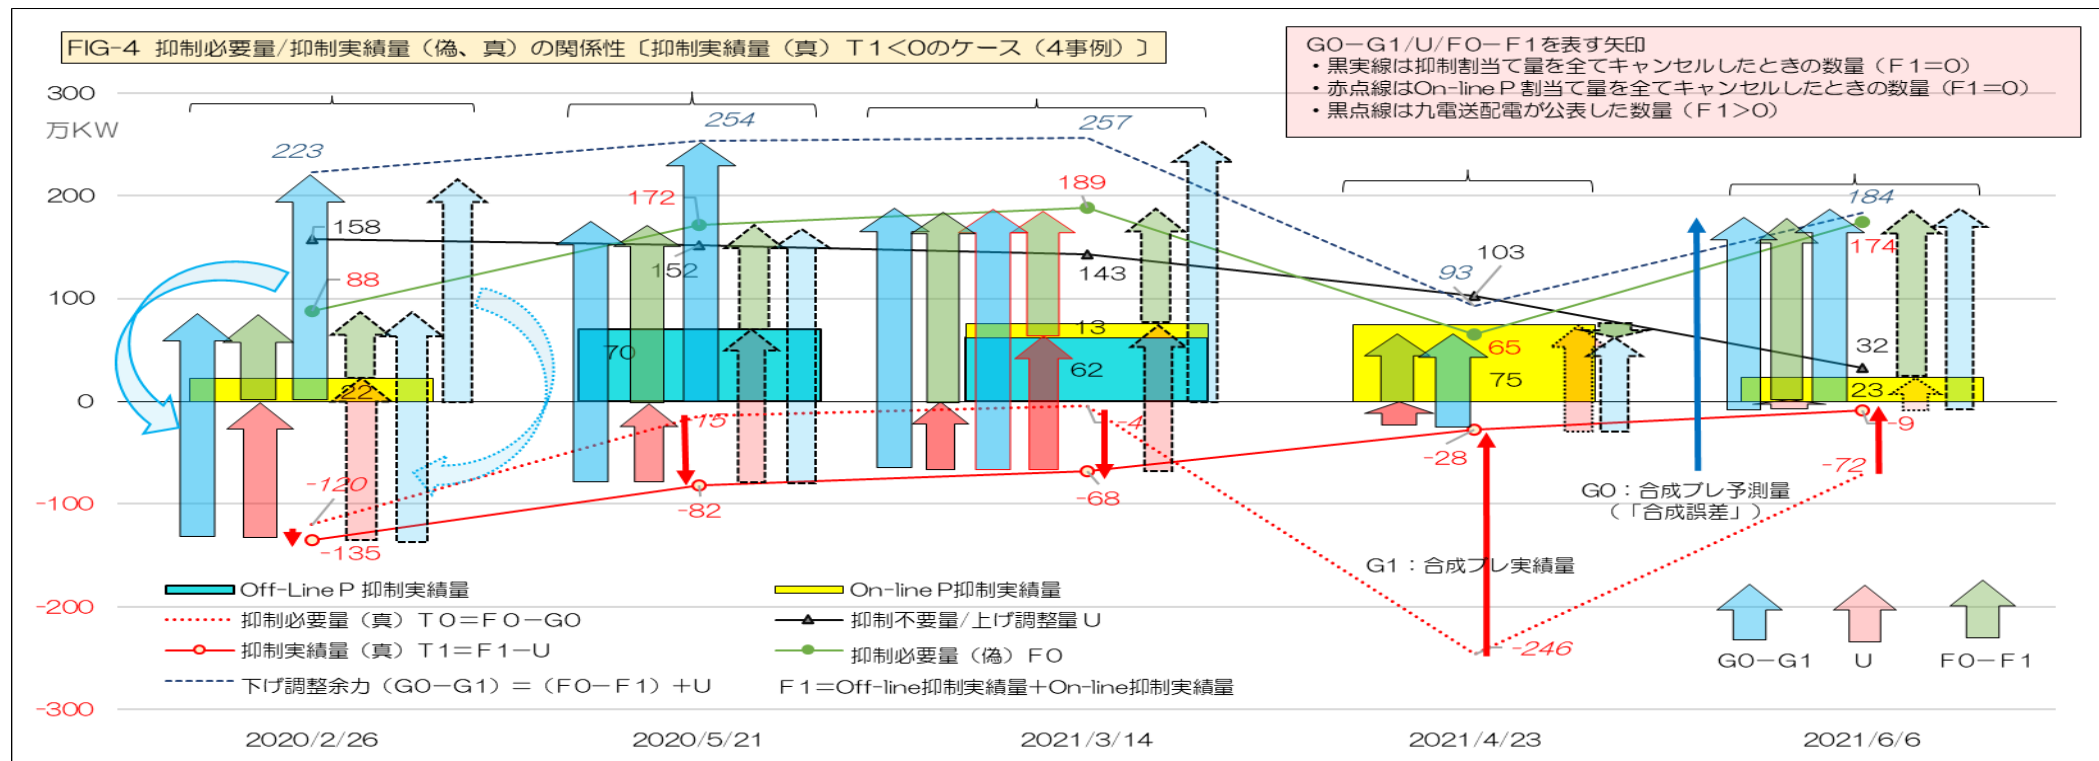 FIG-4 抑制必要量/抑制実績量（偽、真）の関係性〔抑制実績量（真）T1<0のケース（4事例）〕
G0－G1/U/F0－F1を表す矢印
・黒実線は抑制割当て量を全てキャンセルしたときの数量（F1＝0）
・赤点線はOn-line P 割当て量を全てキャンセルしたときの数量（F1＝0）
・黒点線は九電送配電が公表した数量（F1>0）
300
万KW
200
100
0
-100
-200
-300
223
158
88
22
-120
-135
254
172
152
70
-15
-82
257
189
143
13
62
-4
-68
103
93
65
75
-28
-246
184
174
32
23
-9
-72
G0：合成ブレ予測量
（「合成誤差」）
G1：合成ブレ実績量
Off-Line P 抑制実績量
On-line P抑制実績量
抑制必要量（真）T0＝F0－G0
抑制不要量/上げ調整量 U
抑制実績量（真）T1＝F1－U
抑制必要量（偽）F0
下げ調整余力（G0－G1）＝（F0－F1）＋U
F1＝Off-line抑制実績量＋On-line抑制実績量
G0－G1
U
F0－F1
2020/2/26
2020/5/21
2021/3/14
2021/4/23
2021/6/6